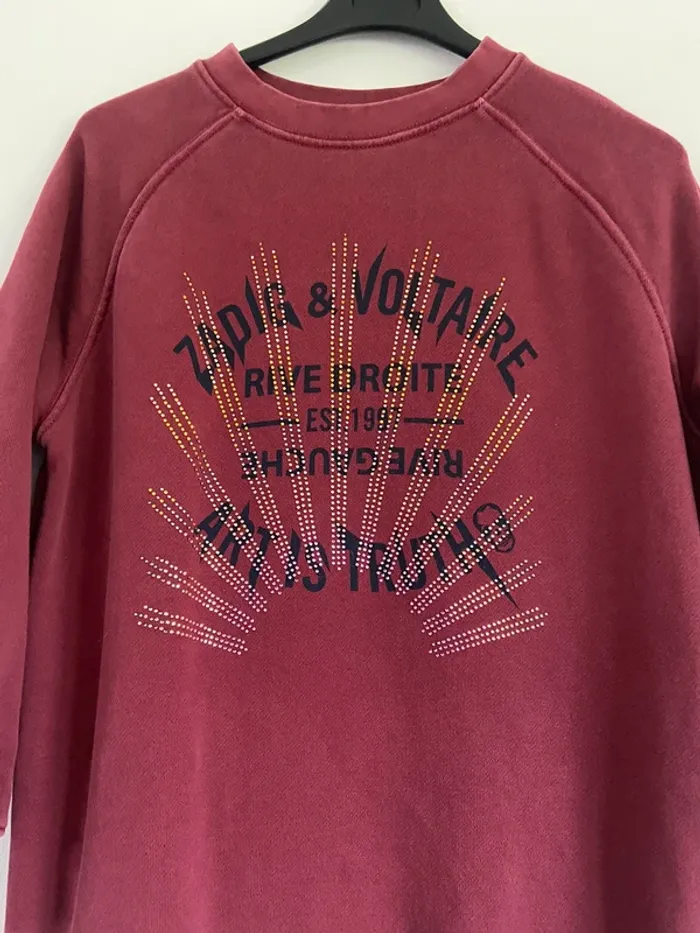 ZADIG & VOLTAIRE
RIVE DROITE
EST 1997
RIVE GAUCHE
ART IS TRUTH